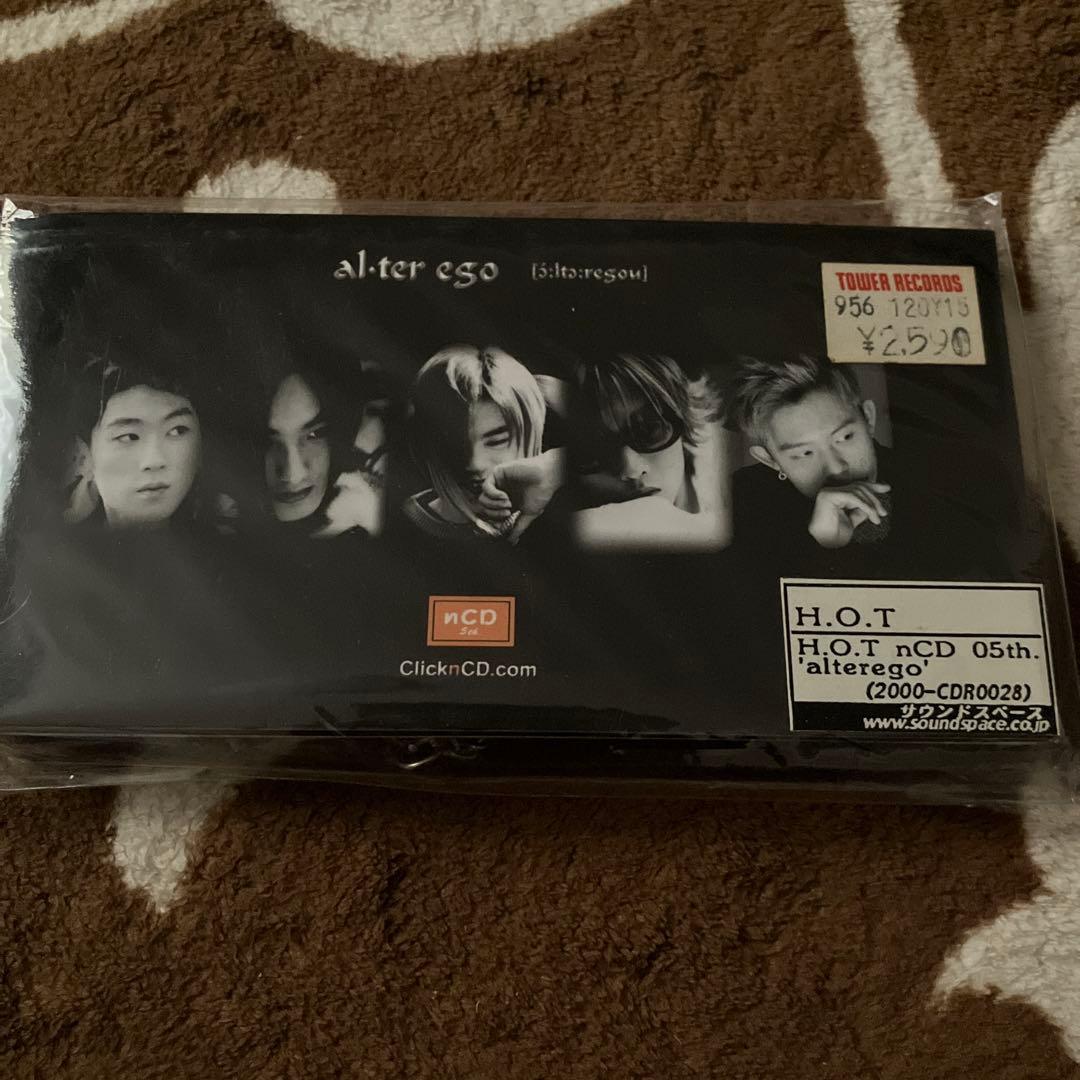 al·ter ego [ɔ́:ltə:regou]
TOWER RECORDS
956 120Y15
¥2,590
nCD
5th.
ClicknCD.com
H.O.T
H.O.T nCD 05th.
'alterego'
(2000-CDR0028)
サウンドスペース
www.soundspace.co.jp